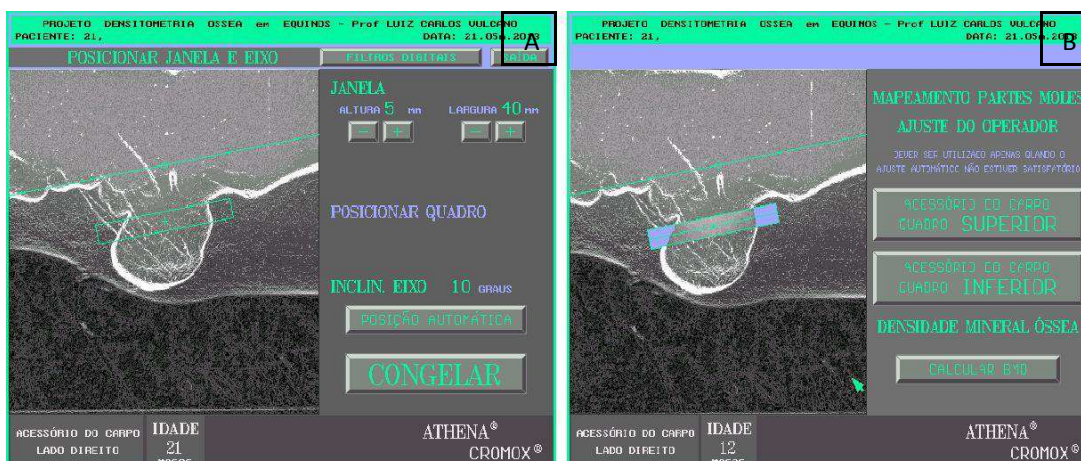 PROJETO DENSITOMETRIA OSSEA em EQUINOS - Prof LUIZ CARLOS VULCANO
PACIENTE: 21,
A
POSICIONAR JANELA E EIXO
FILTROS DIGITAIS
SAIDA
JANELA
ALTURA 5 mm LARGURA 40 mm
- + - +
POSICIONAR QUADRO
INCLIN. EIXO 10 GRAUS
POSIÇÃO AUTOMÁTICA
CONGELAR
ACESSÓRIO DO CARPO
LADO DIREITO
IDADE
21
ATHENA®
CROMOX®
PROJETO DENSITOMETRIA OSSEA em EQUINOS - Prof LUIZ CARLOS VULCANO
PACIENTE: 21,
B
MAPEAMENTO PARTES MOLES
AJUSTE DO OPERADOR
DEVER SER UTILIZADO APENAS QUANDO O
AJUSTE AUTOMÁTICO NÃO ESTIVER SATISFATÓRIO
ACESSÓRIO DO CARPO
QUADRO SUPERIOR
ACESSÓRIO DO CARPO
QUADRO INFERIOR
DENSIDADE MINERAL ÓSSEA
CALCULAR BMD
ACESSÓRIO DO CARPO
LADO DIREITO
IDADE
12
ATHENA®
CROMOX®